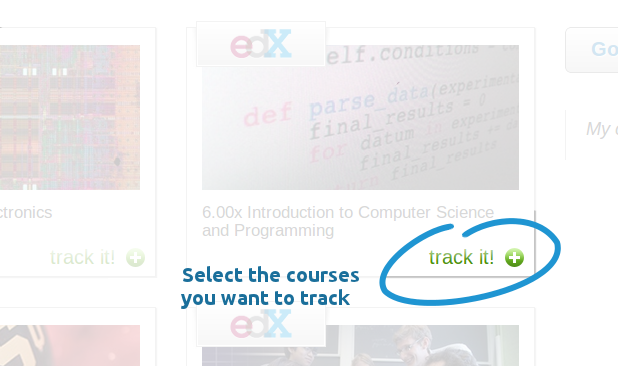 edX
Go
elf.conditions =
def parse_data(experiment
final_results = 0
for datum in experimen
final_results
final_results
My
ctronics
6.00x Introduction to Computer Science
and Programming
track it!
track it!
Select the courses
you want to track
edX